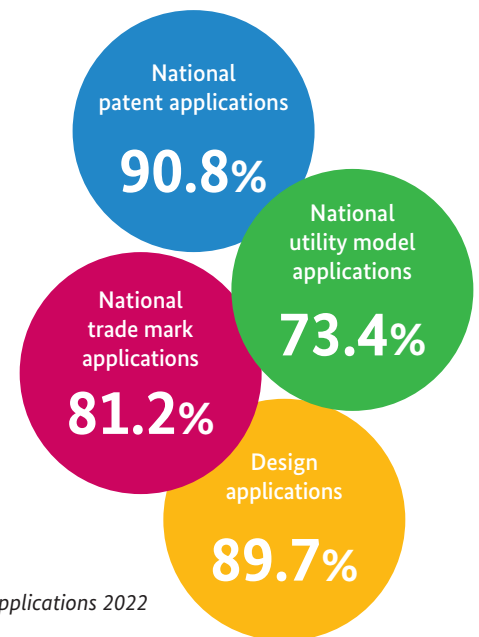 National
patent applications
90.8%
National
utility model
applications
73.4%
National
trade mark
applications
81.2%
Design
applications
89.7%
2022